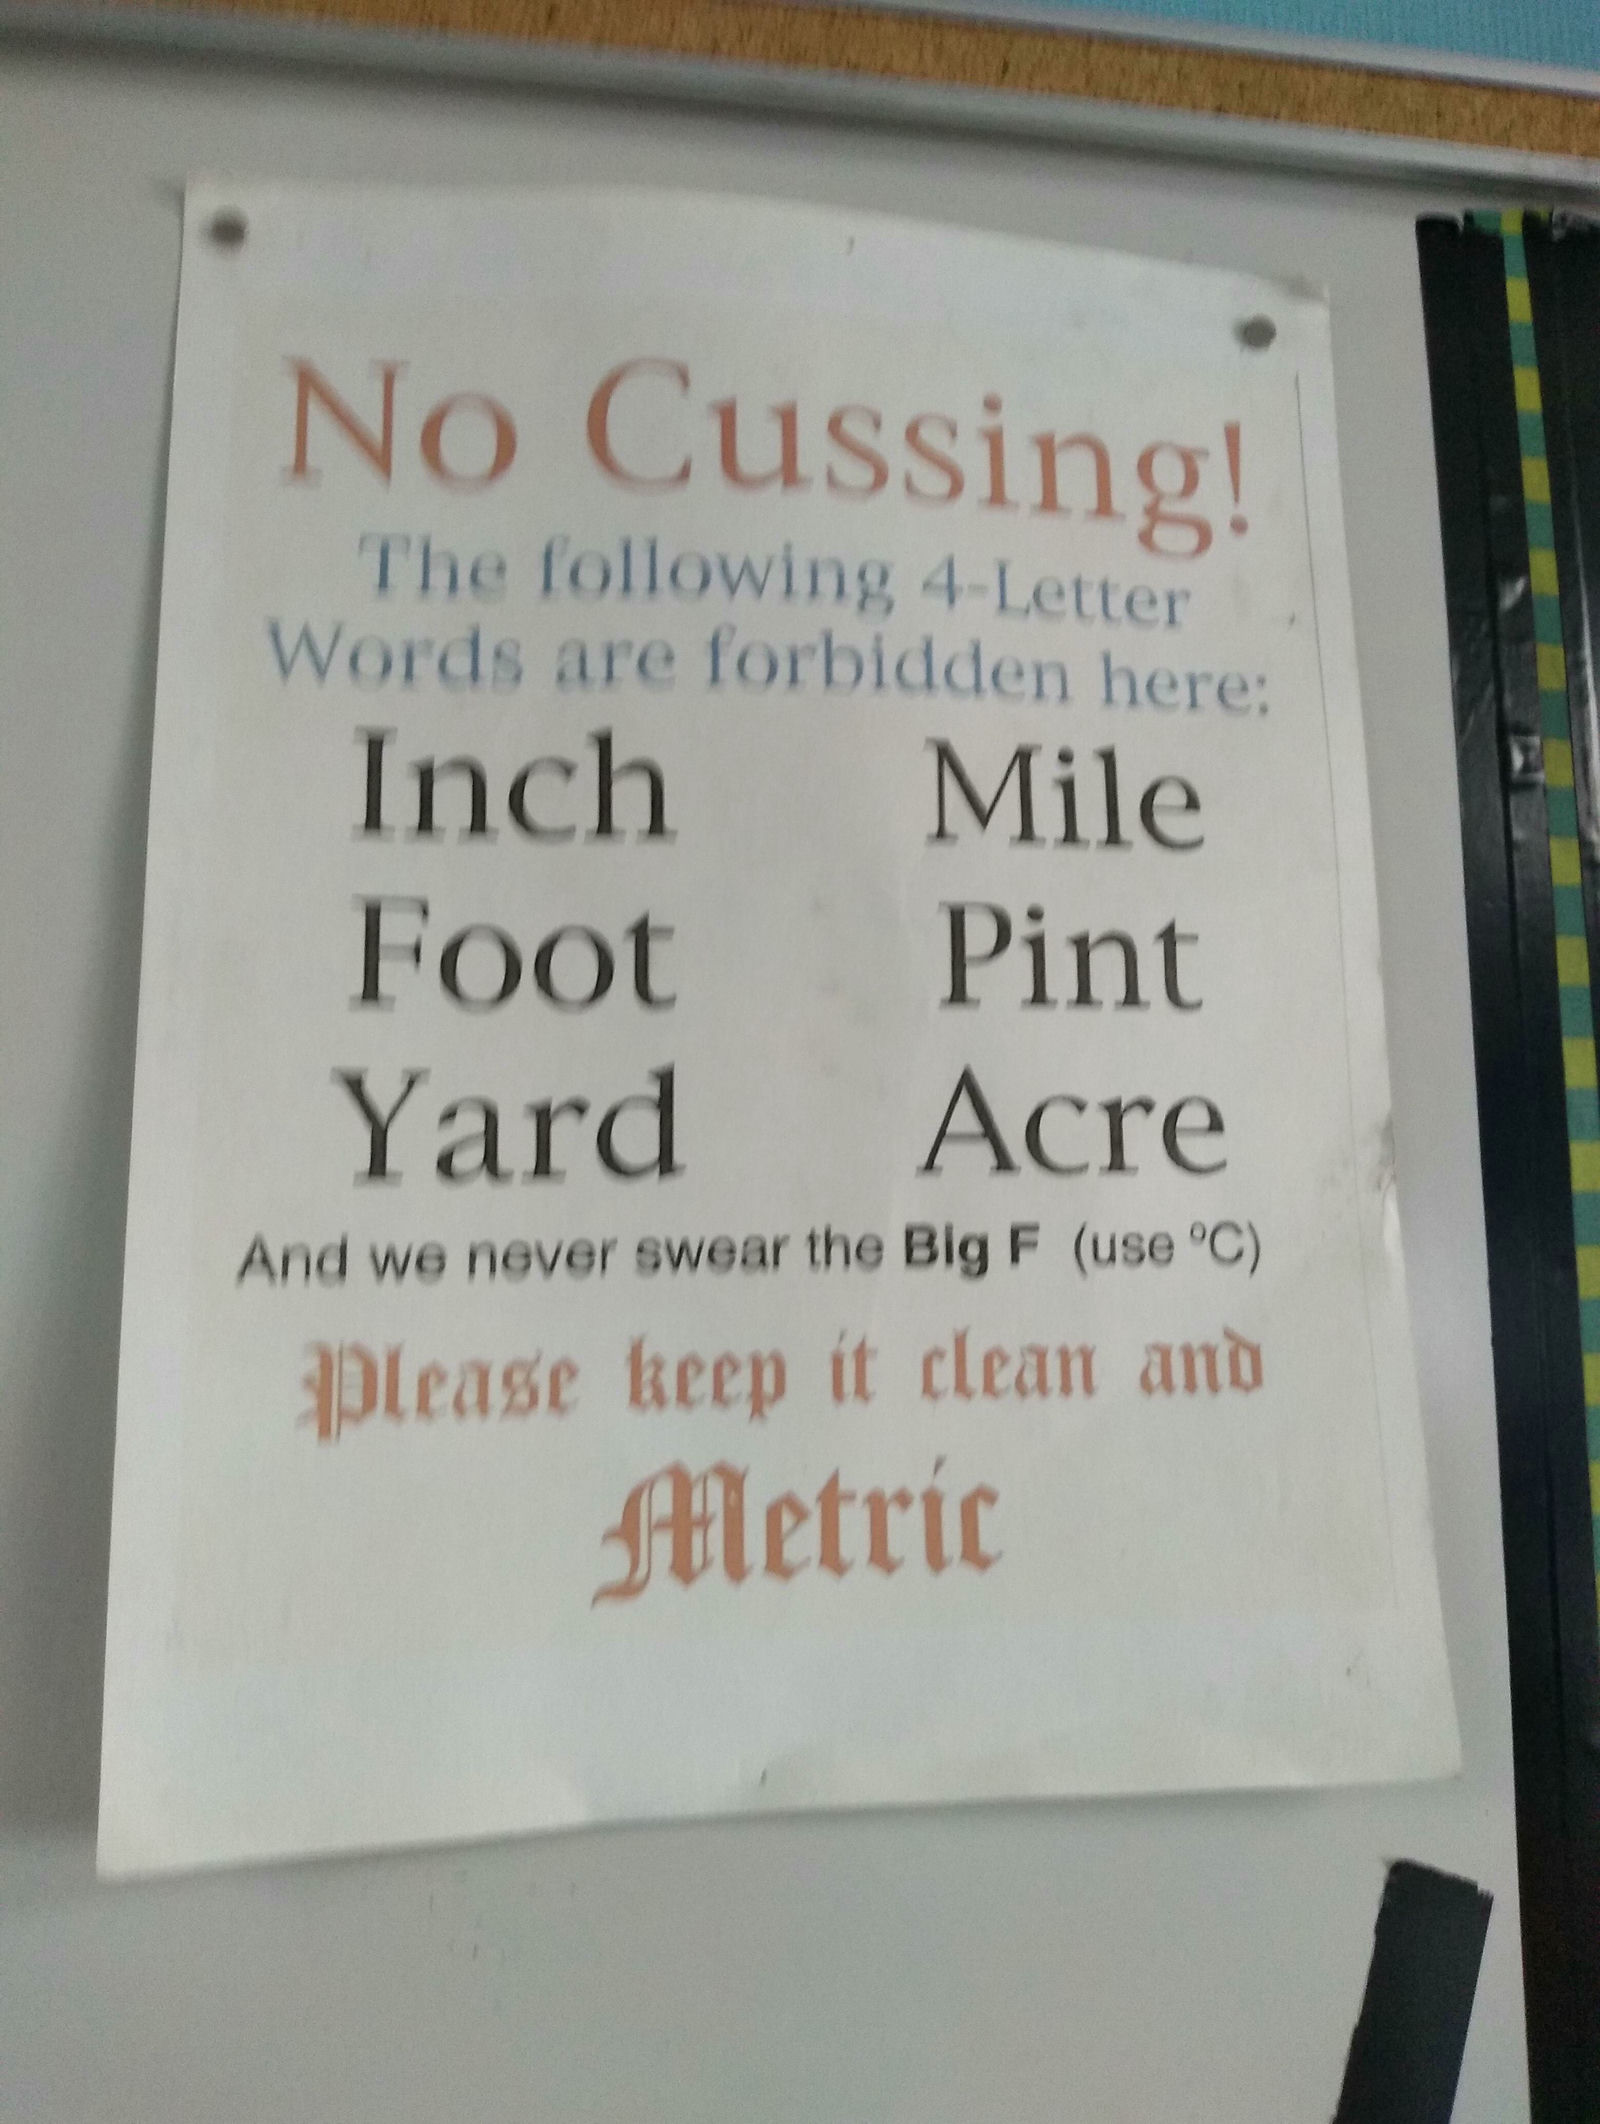 No Cussing!
The following 4-Letter
Words are forbidden here:
Inch Mile
Foot Pint
Yard Acre
And we never swear the Big F (use ºC)
Please keep it clean and
Metric